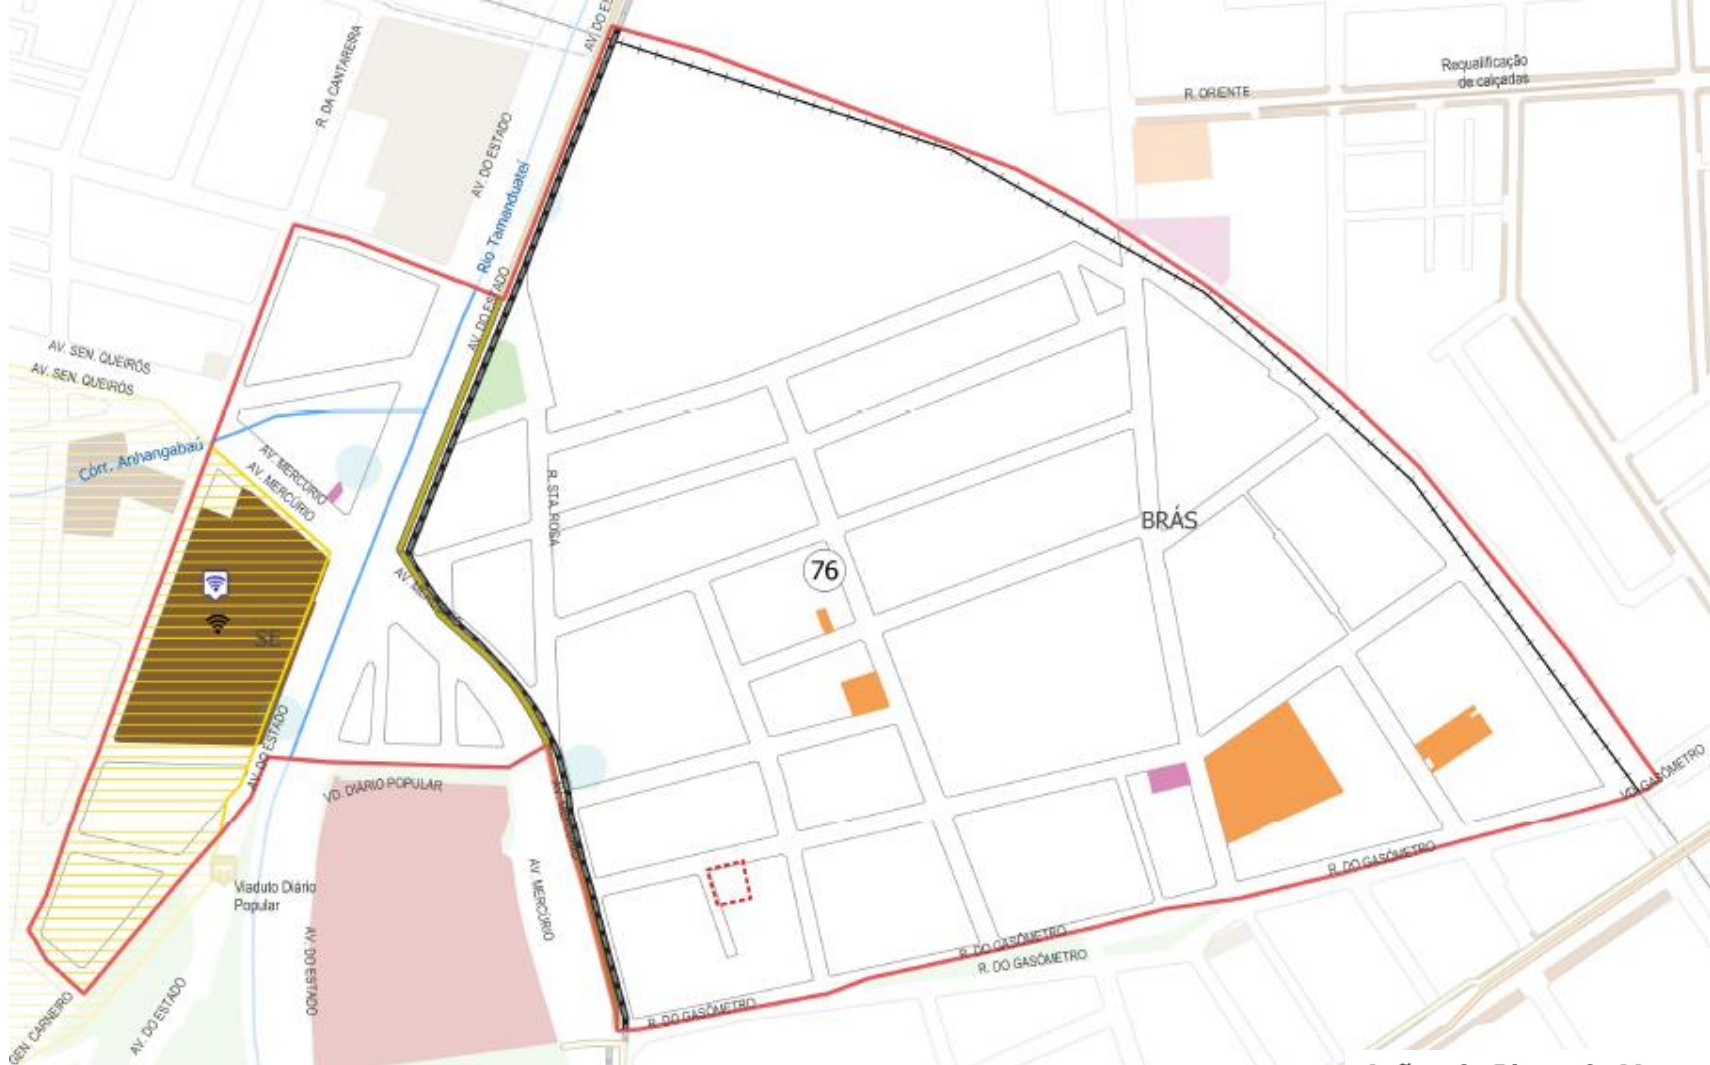 AV. DO ES
R. DA CANTAREIRA
Requalificação
de calçadas
R. ORIENTE
AV. DO ESTADO
Rio Tamanduateí
AV. DO ESTADO
AV. SEN. QUEIRÓS
AV. SEN. QUEIRÓS
Córr. Anhangabaú
AV. MERCÚRIO
AV. MERCÚRIO
R. STA. ROSA
BRÁS
76
SÉ
AV. DO ESTADO
VD. DIÁRIO POPULAR
VD. GASÔMETRO
R. DO GASÔMETRO
Viaduto Diário
Popular
AV. MERCÚRIO
AV. DO ESTADO
R. DO GASÔMETRO
R. DO GASÔMETRO
R. DO GASÔMETRO
GEN. CARNEIRO
AV. DO ESTADO